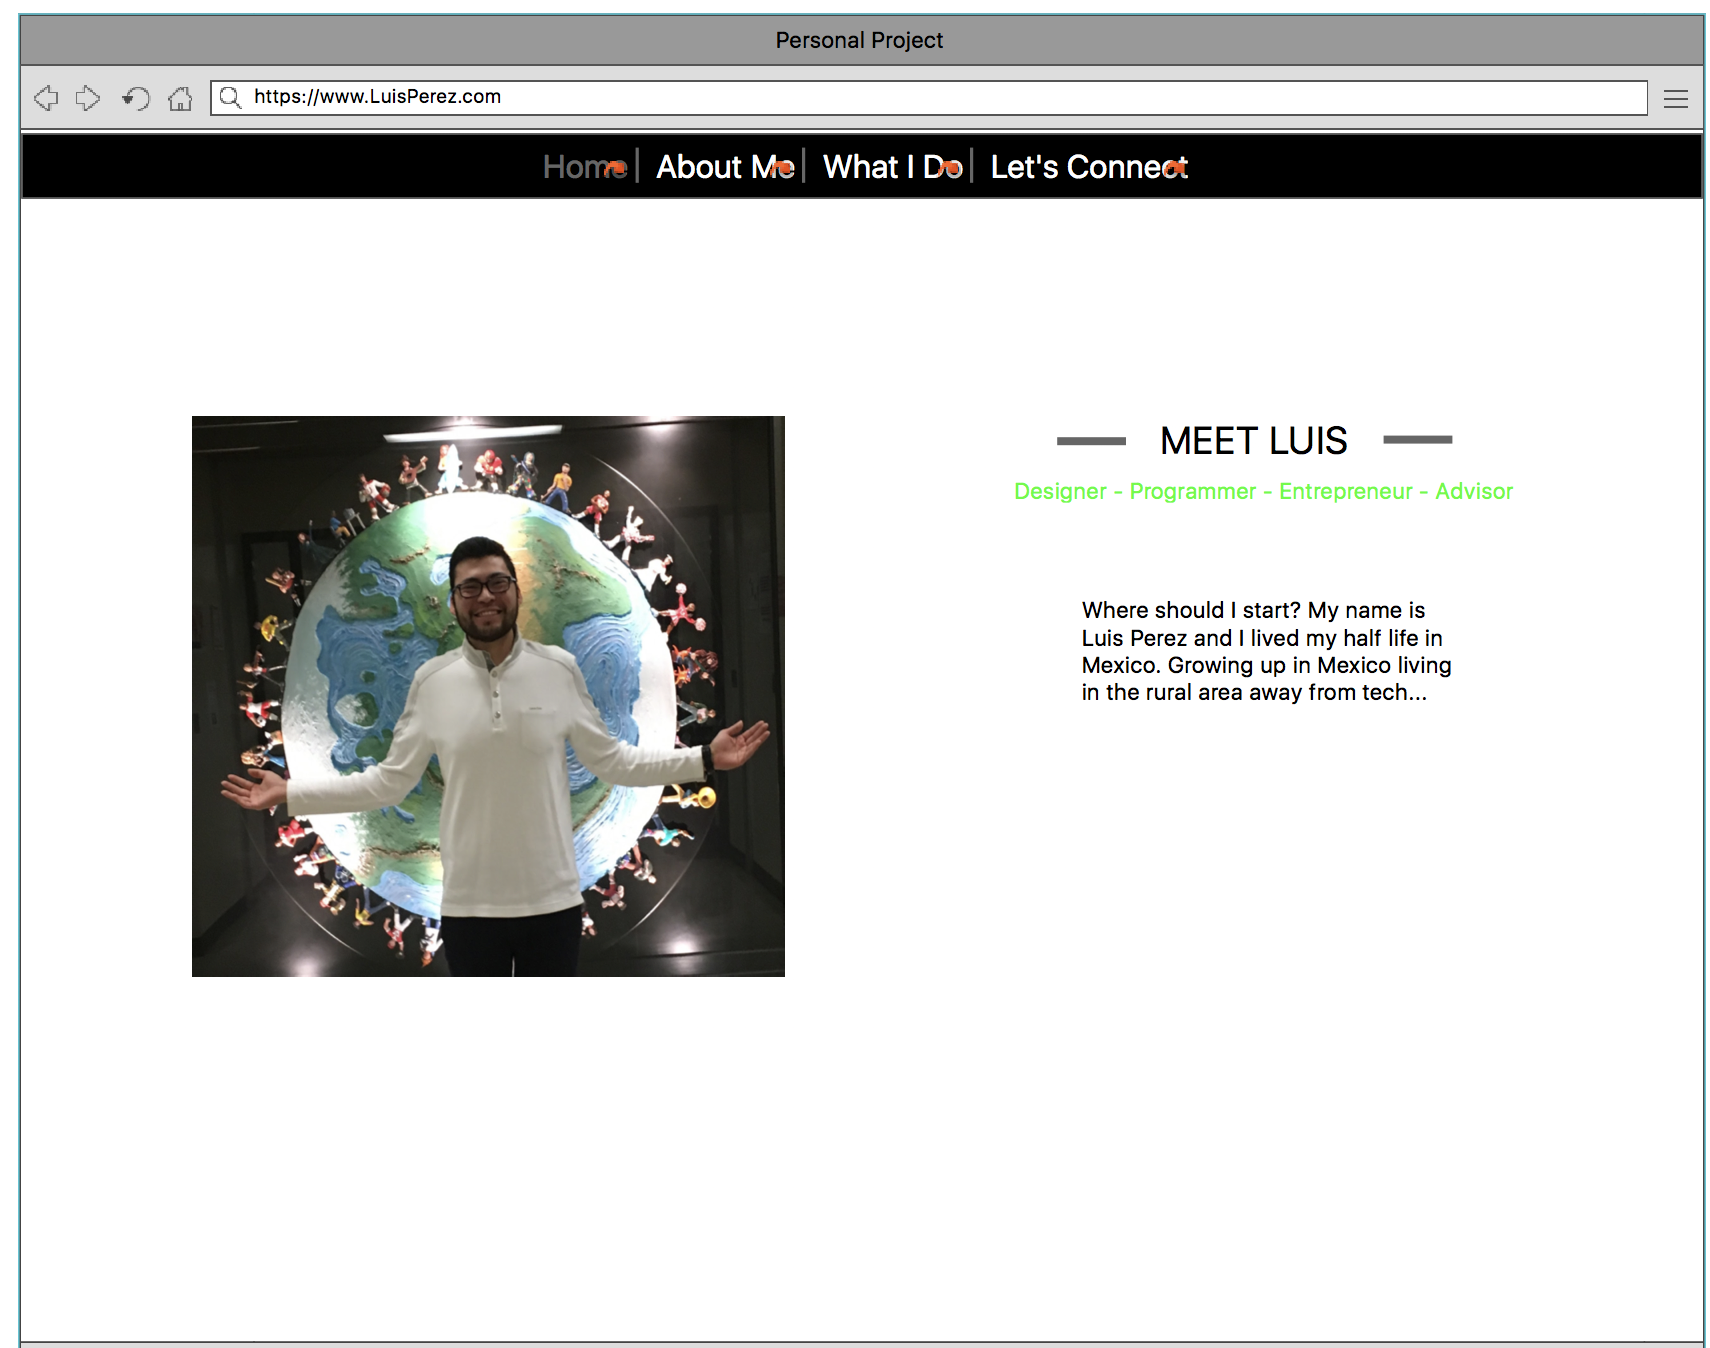 Personal Project
https://www.LuisPerez.com
Home | About Me | What I Do | Let's Connect
MEET LUIS
Designer - Programmer - Entrepreneur - Advisor
Where should I start? My name is
Luis Perez and I lived my half life in
Mexico. Growing up in Mexico living
in the rural area away from tech...